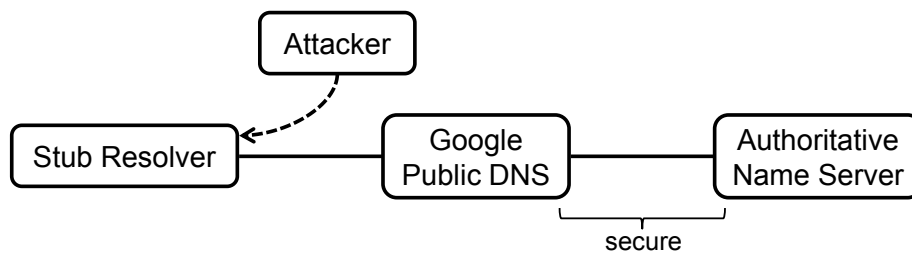 Attacker
Stub Resolver
Google
Public DNS
Authoritative
Name Server
secure